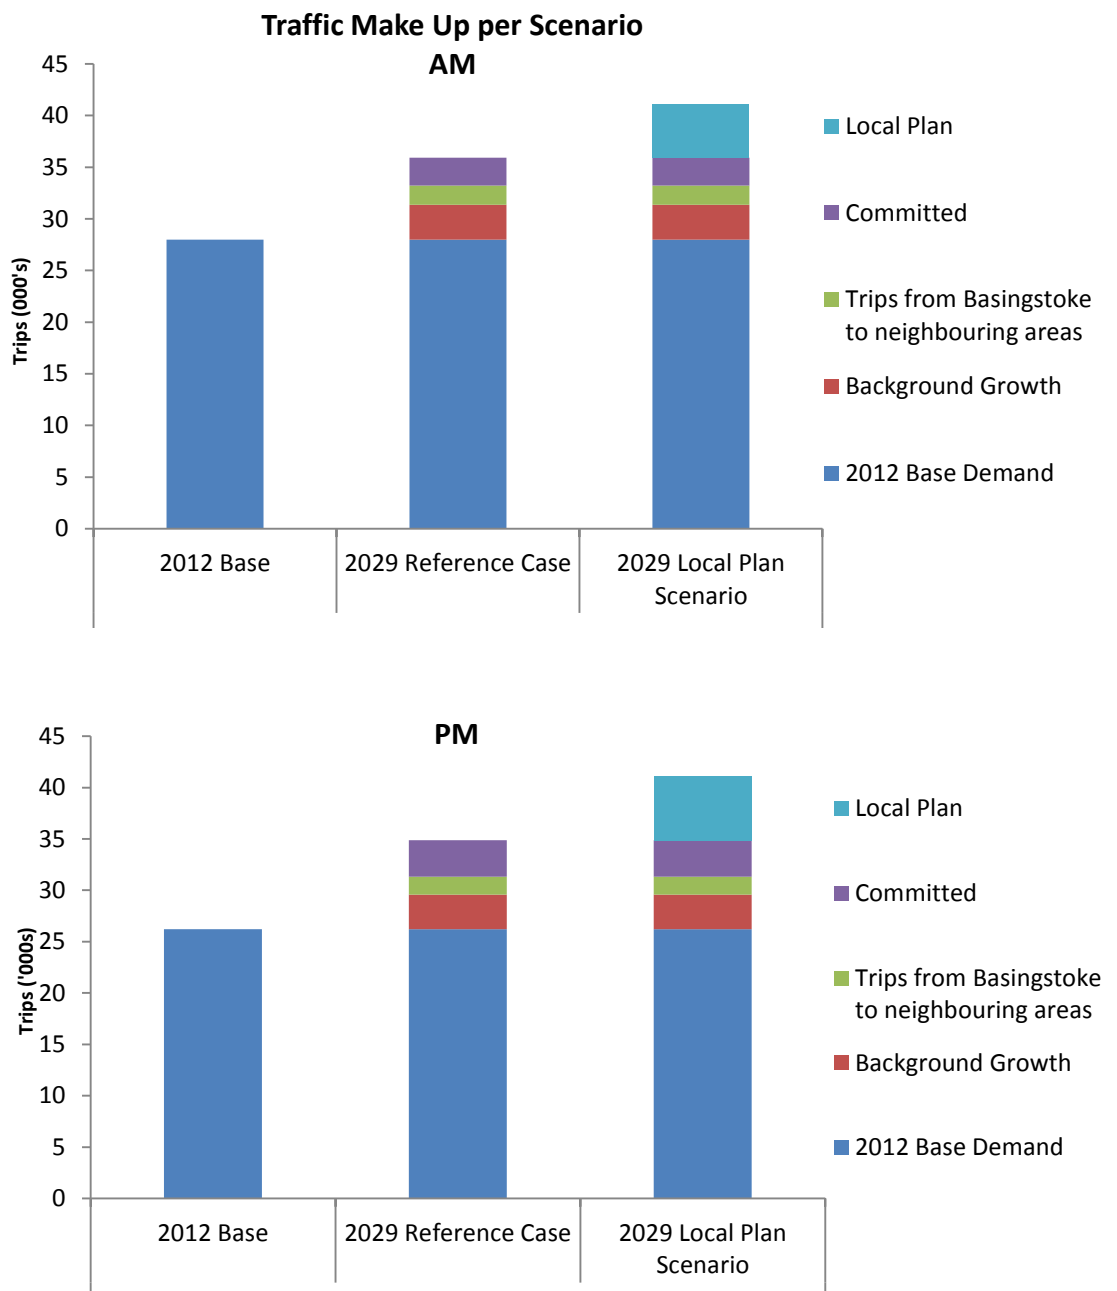 Traffic Make Up per Scenario
AM
Trips (000's)
45
40
35
30
25
20
15
10
5
0
2012 Base
2029 Reference Case
2029 Local Plan
Scenario
Local Plan
Committed
Trips from Basingstoke
to neighbouring areas
Background Growth
2012 Base Demand
PM
Trips ('000s)
45
40
35
30
25
20
15
10
5
0
2012 Base
2029 Reference Case
2029 Local Plan
Scenario
Local Plan
Committed
Trips from Basingstoke
to neighbouring areas
Background Growth
2012 Base Demand